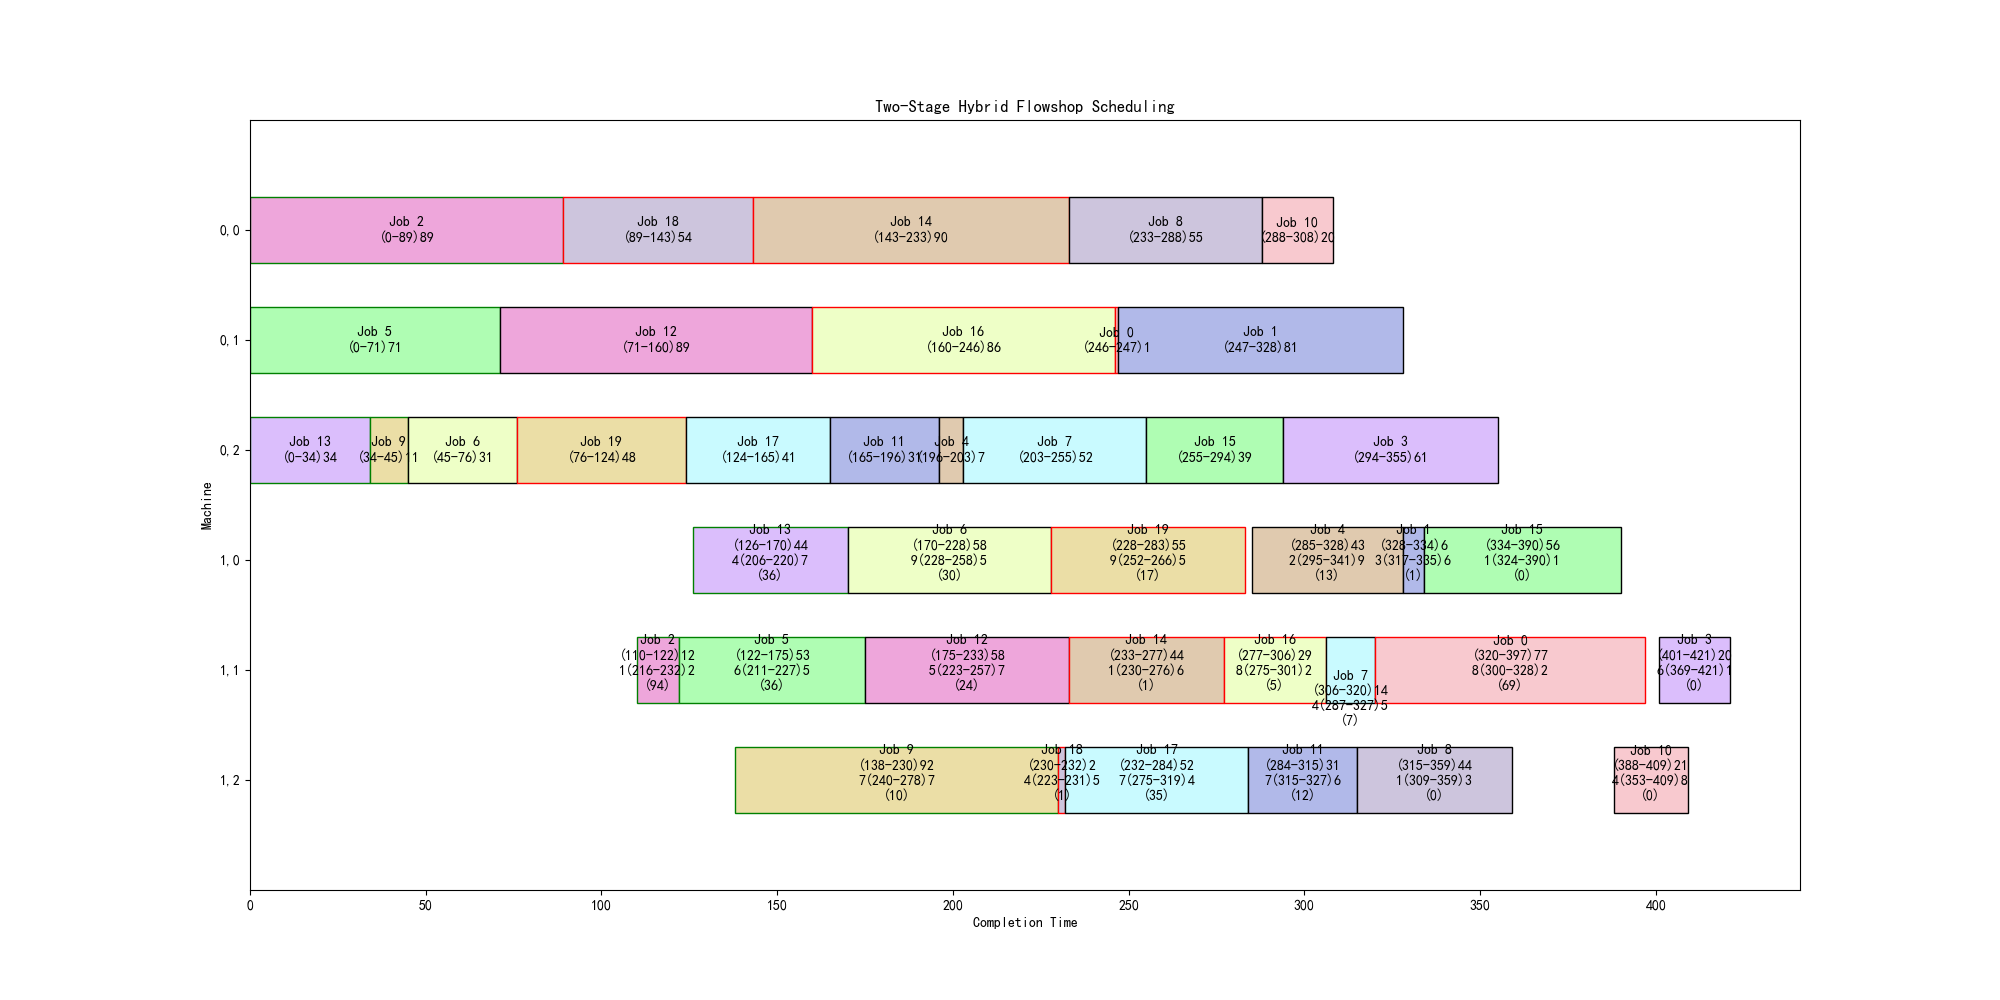 Two-Stage Hybrid Flowshop Scheduling
Machine
0,0
Job 2
(0-89)89
Job 18
(89-143)54
Job 14
(143-233)90
Job 8
(233-288)55
Job 10
(288-308)20
0,1
Job 5
(0-71)71
Job 12
(71-160)89
Job 16
(160-246)86
Job 0
(246-247)1
Job 1
(247-328)81
0,2
Job 13
(0-34)34
Job 9
(34-45)11
Job 6
(45-76)31
Job 19
(76-124)48
Job 17
(124-165)41
Job 11
(165-196)31
Job 4
(196-203)7
Job 7
(203-255)52
Job 15
(255-294)39
Job 3
(294-355)61
1,0
Job 13
(126-170)44
4(206-220)7
(36)
Job 6
(170-228)58
9(228-258)5
(30)
Job 19
(228-283)55
9(252-266)5
(17)
Job 4
(285-328)43
2(295-341)9
(13)
Job 1
(328-334)6
3(317-335)6
(1)
Job 15
(334-390)56
1(324-390)1
(0)
1,1
Job 2
(110-122)12
1(216-232)2
(94)
Job 5
(122-175)53
6(211-227)5
(36)
Job 12
(175-233)58
5(223-257)7
(24)
Job 14
(233-277)44
1(230-276)6
(1)
Job 16
(277-306)29
8(275-301)2
(5)
Job 7
(306-320)14
4(287-327)5
(7)
Job 0
(320-397)77
8(300-328)2
(69)
Job 3
(401-421)20
6(369-421)1
(0)
1,2
Job 9
(138-230)92
7(240-278)7
(10)
Job 18
(230-232)2
4(223-231)5
(1)
Job 17
(232-284)52
7(275-319)4
(35)
Job 11
(284-315)31
7(315-327)6
(12)
Job 8
(315-359)44
1(309-359)3
(0)
Job 10
(388-409)21
4(353-409)8
(0)
0 50 100 150 200 250 300 350 400
Completion Time